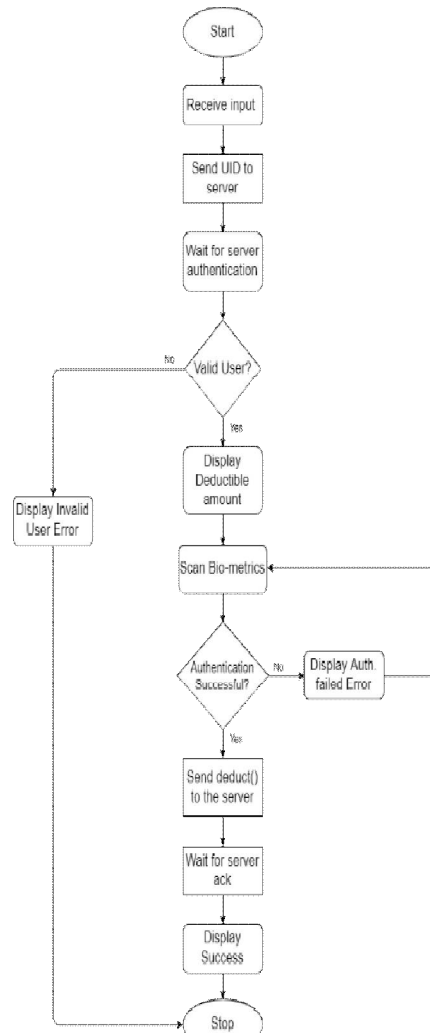 Start
Receive input
Send UID to
server
Wait for server
authentication
No
Valid User?
Yes
Display
Deductible
amount
Display Invalid
User Error
Scan Bio-metrics
Authentication
Successful?
No
Display Auth.
failed Error
Yes
Send deduct()
to the server
Wait for server
ack
Display
Success
Stop